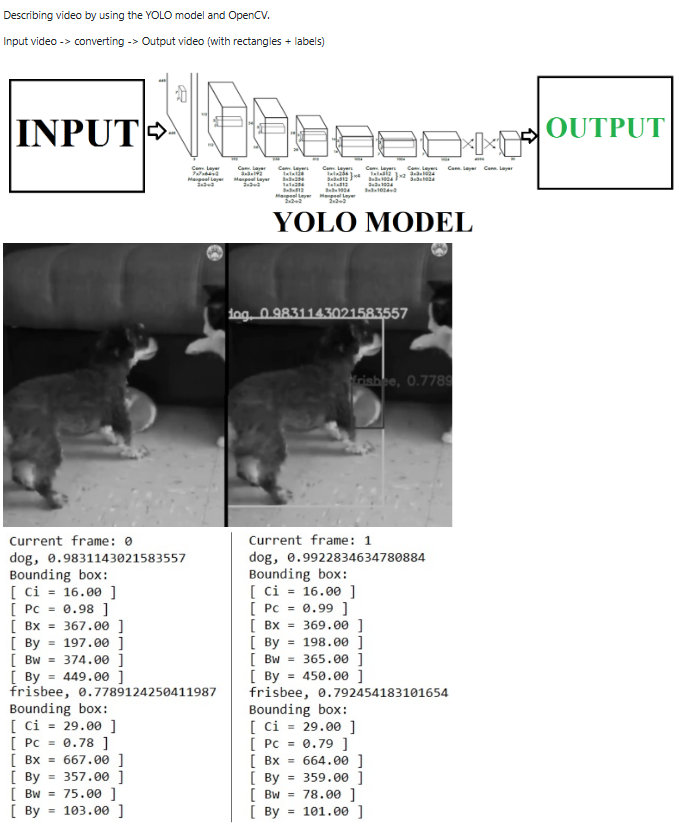 Describing video by using the YOLO model and OpenCV.
Input video -> converting -> Output video (with rectangles + labels)
INPUT
OUTPUT
Conv. Layer
7x7x64-s-2
Maxpool Layer
2x2-s-2
Conv. Layer
3x3x192
Maxpool Layer
2x2-s-2
Conv. Layers
1x1x128
3x3x256
1x1x256
3x3x512
Maxpool Layer
2x2-s-2
Conv. Layers
1x1x256
3x3x512 }×4
1x1x512
3x3x1024
Maxpool Layer
2x2-s-2
Conv. Layers
1x1x512
3x3x1024 }×2
3x3x1024
3x3x1024-s-2
Conv. Layers
3x3x1024
3x3x1024
Conn. Layer
Conn. Layer
YOLO MODEL
dog, 0.9831143021583557
frisbee, 0.7789
Current frame: 0
dog, 0.9831143021583557
Bounding box:
[ Ci = 16.00 ]
[ Pc = 0.98 ]
[ Bx = 367.00 ]
[ By = 197.00 ]
[ Bw = 374.00 ]
[ By = 449.00 ]
frisbee, 0.7789124250411987
Bounding box:
[ Ci = 29.00 ]
[ Pc = 0.78 ]
[ Bx = 667.00 ]
[ By = 357.00 ]
[ Bw = 75.00 ]
[ By = 103.00 ]
Current frame: 1
dog, 0.9922834634780884
Bounding box:
[ Ci = 16.00 ]
[ Pc = 0.99 ]
[ Bx = 369.00 ]
[ By = 198.00 ]
[ Bw = 365.00 ]
[ By = 450.00 ]
frisbee, 0.792454183101654
Bounding box:
[ Ci = 29.00 ]
[ Pc = 0.79 ]
[ Bx = 664.00 ]
[ By = 359.00 ]
[ Bw = 78.00 ]
[ By = 101.00 ]